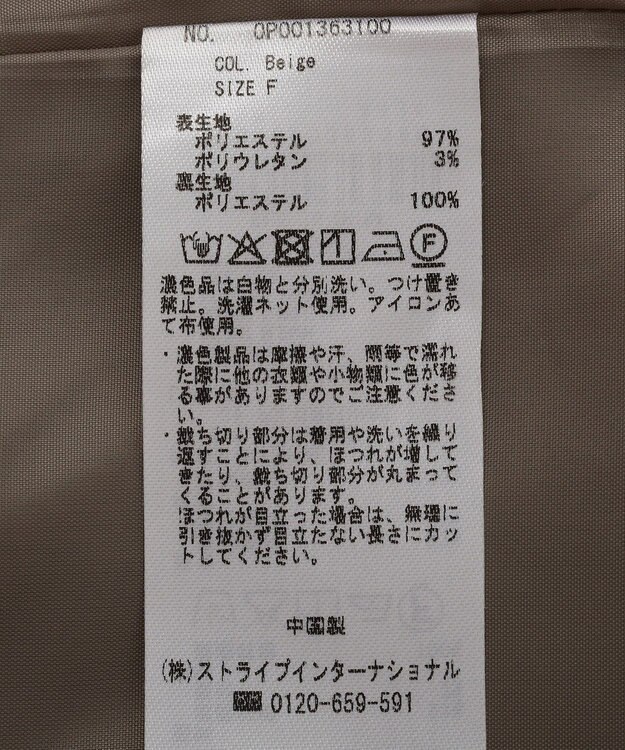 NO. OP001363100
COL. Beige
SIZE F
表生地
ポリエステル 97%
ポリウレタン 3%
裏生地
ポリエステル 100%
F
濃色品は白物と分別洗い。つけ置き
禁止。洗濯ネット使用。アイロンあ
て布使用。
・濃色製品は摩擦や汗、雨等で濡れ
た際に他の衣類や小物類に色が移
る事がありますのでご注意くださ
い。
・裁ち切り部分は着用や洗いを繰り
返すことにより、ほつれが増して
きたり、裁ち切り部分が丸まって
くることがあります。
ほつれが目立った場合は、無理に
引き抜かず目立たない長さにカッ
トしてください。
中国製
(株)ストライプインターナショナル
0120-659-591